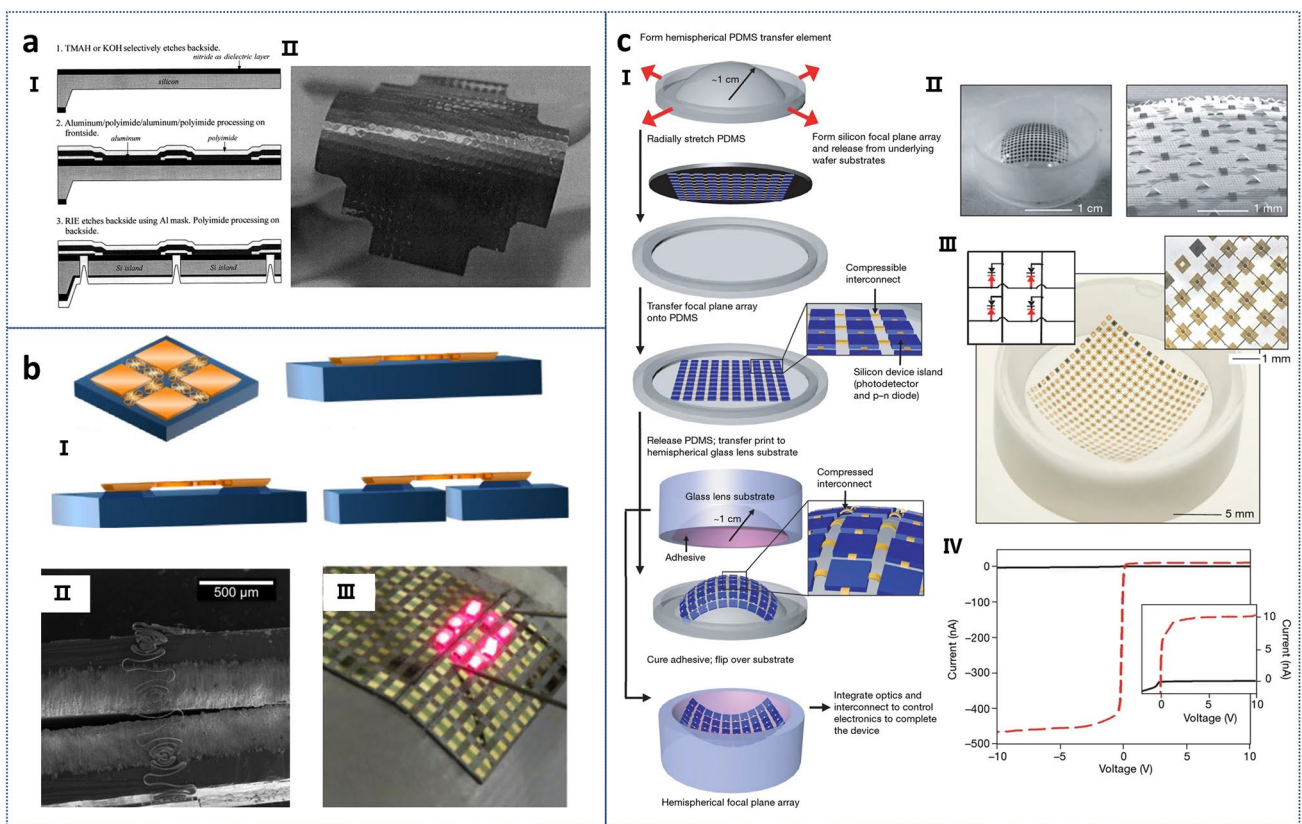 a
I
1. TMAH or KOH selectively etches backside.
nitride as dielectric layer
silicon
2. Aluminum/polyimide/aluminum/polyimide processing on
frontside.
aluminum
polyimide
3. RIE etches backside using Al mask. Polyimide processing on
backside.
Si island
Si island
II
b
I
II
500 µm
III
c
I
Form hemispherical PDMS transfer element
~1 cm
Radially stretch PDMS
Form silicon focal plane array
and release from underlying
wafer substrates
Transfer focal plane array
onto PDMS
Compressible
interconnect
Silicon device island
(photodetector
and p–n diode)
Release PDMS; transfer print to
hemispherical glass lens substrate
Compressed
interconnect
Glass lens substrate
~1 cm
Adhesive
Cure adhesive; flip over substrate
Integrate optics and
interconnect to control
electronics to complete
the device
Hemispherical focal plane array
II
1 cm
1 mm
III
1 mm
5 mm
IV
0
–100
–200
–300
–400
–500
Current (nA)
–10
–5
0
5
10
Voltage (V)
10
5
0
Current (nA)
0
5
10
Voltage (V)